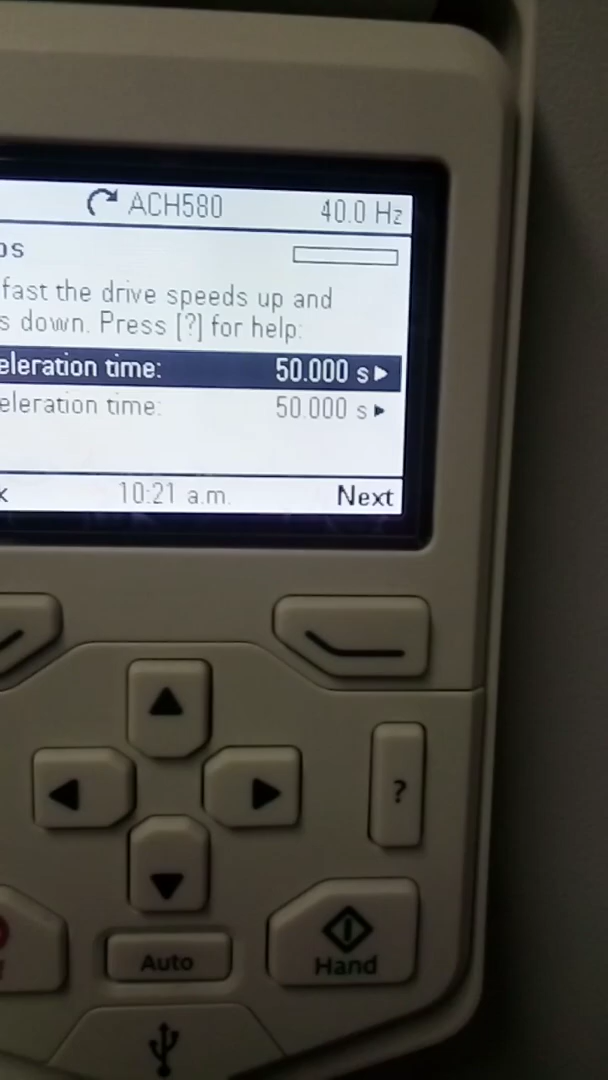 ACH580 40.0 Hz
fast the drive speeds up and
s down. Press [?] for help:
eleration time: 50.000 s
eleration time: 50.000 s
10:21 a.m. Next
?
Auto
Hand